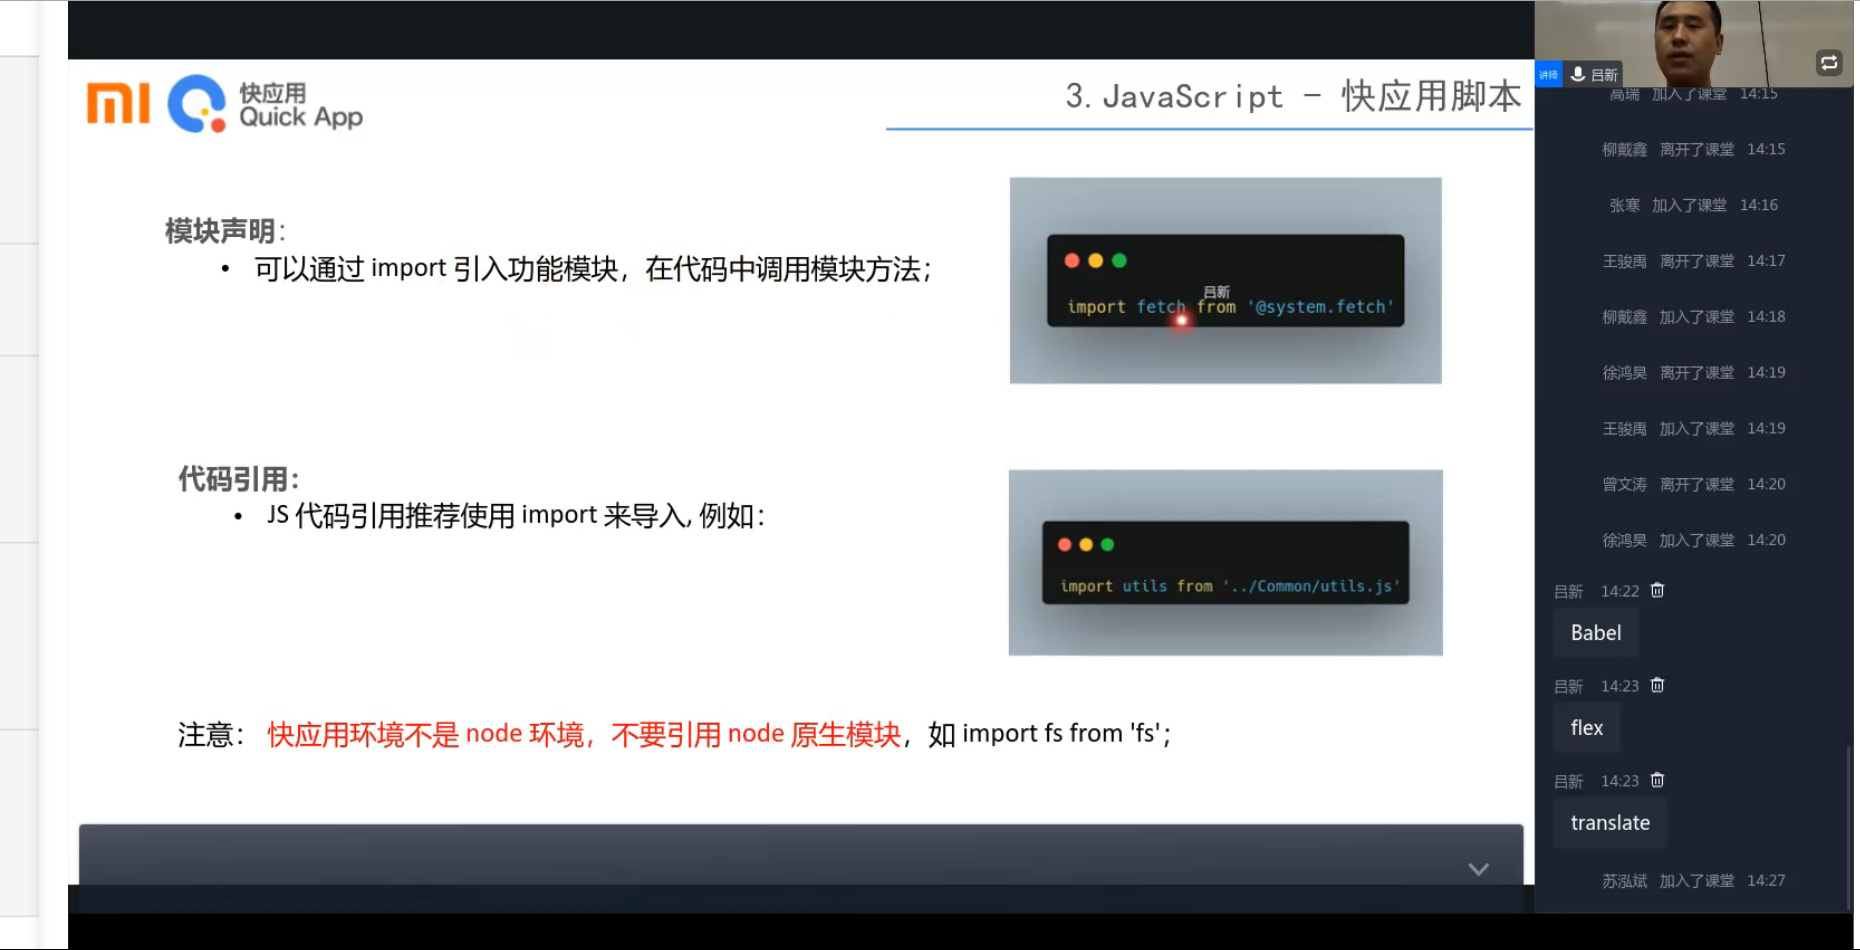 mi 快应用
Quick App
3.JavaScript - 快应用脚本
模块声明：
• 可以通过 import 引入功能模块，在代码中调用模块方法；
吕新
import fetch from '@system.fetch'
代码引用：
• JS 代码引用推荐使用 import 来导入, 例如：
import utils from '../Common/utils.js'
注意： 快应用环境不是 node 环境，不要引用 node 原生模块，如 import fs from 'fs'；
讲师 吕新
高瑞 加入了课堂 14:15
柳戴鑫 离开了课堂 14:15
张寒 加入了课堂 14:16
王骏禹 离开了课堂 14:17
柳戴鑫 加入了课堂 14:18
徐鸿昊 离开了课堂 14:19
王骏禹 加入了课堂 14:19
曾文涛 离开了课堂 14:20
徐鸿昊 加入了课堂 14:20
吕新 14:22
Babel
吕新 14:23
flex
吕新 14:23
translate
苏泓斌 加入了课堂 14:27